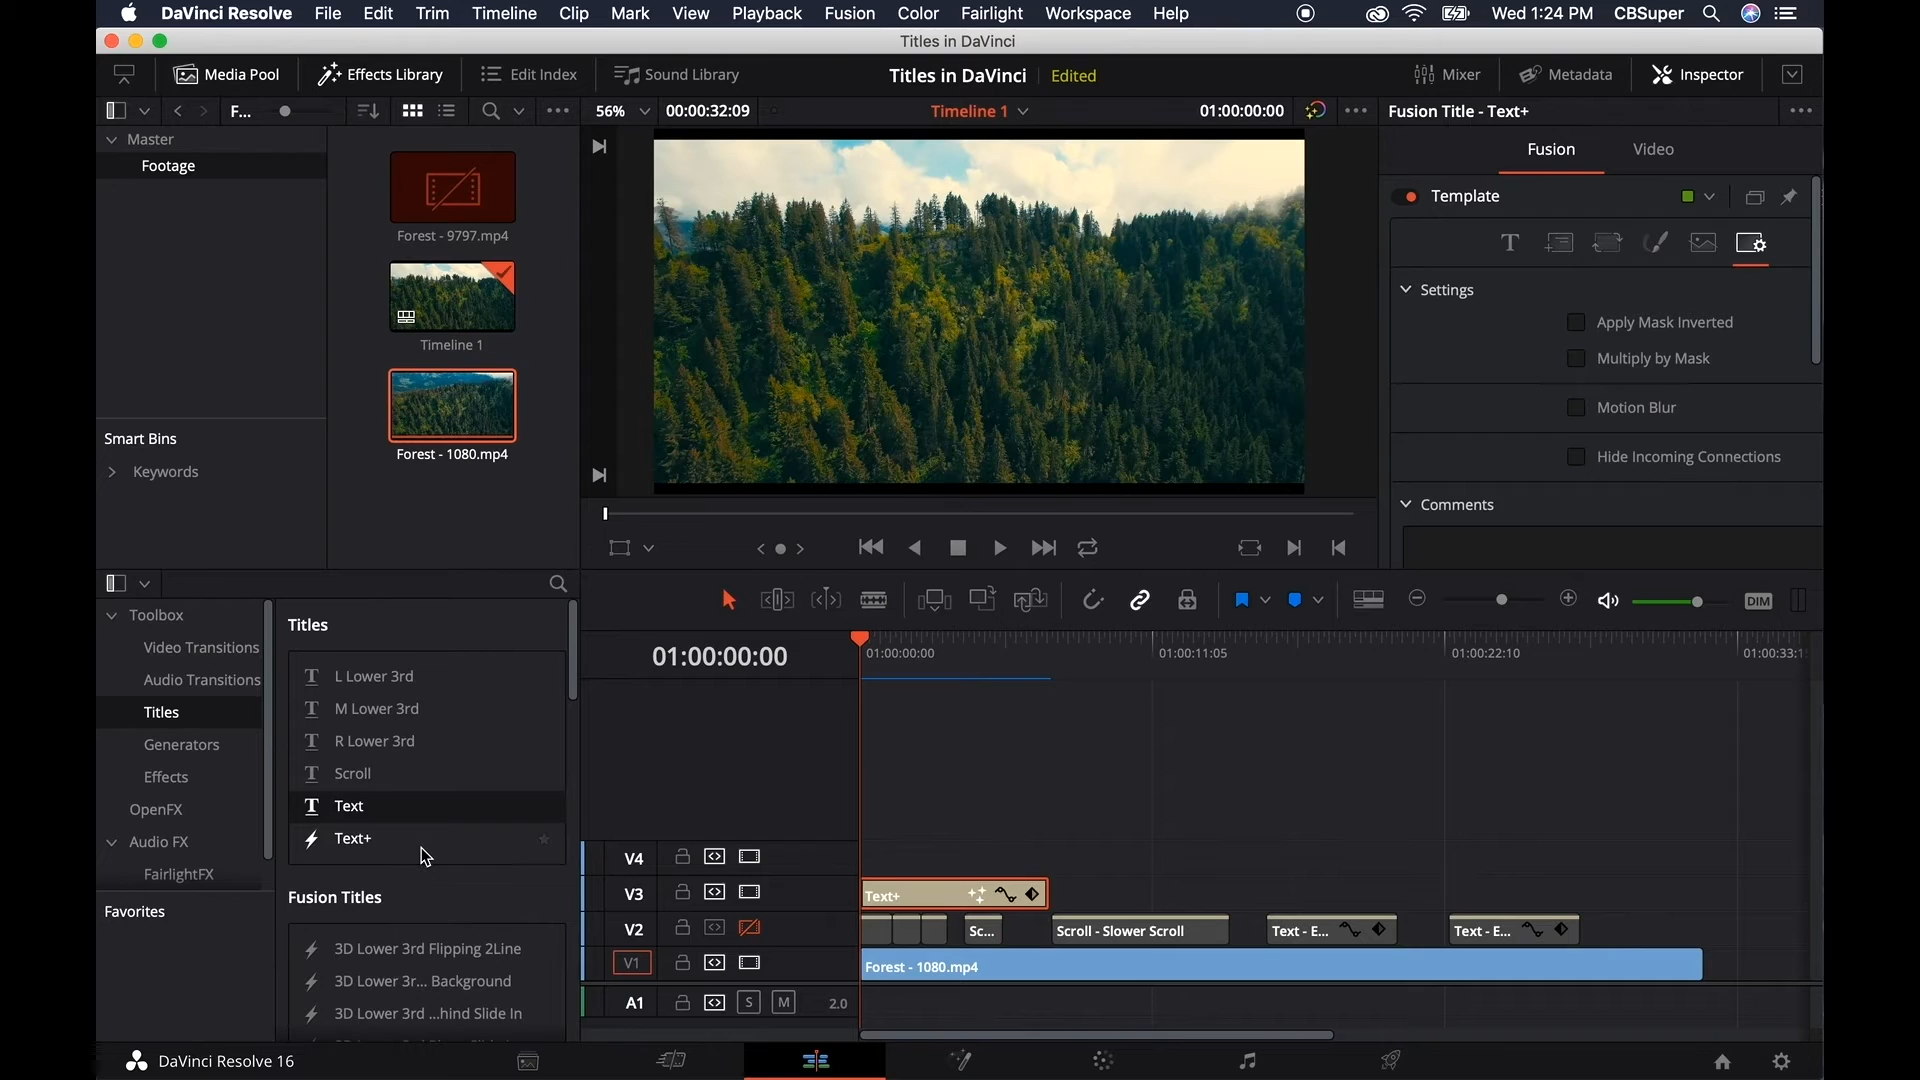 DaVinci Resolve File Edit Trim Timeline Clip Mark View Playback Fusion Color Fairlight Workspace Help Wed 1:24 PM CBSuper
Titles in DaVinci
Media Pool Effects Library Edit Index Sound Library Titles in DaVinci Edited Mixer Metadata Inspector
F... 56% 00:00:32:09 Timeline 1 01:00:00:00 Fusion Title - Text+
Master
Footage
Forest - 9797.mp4
Timeline 1
Forest - 1080.mp4
Smart Bins
Keywords
Fusion Video
Template
Settings
Apply Mask Inverted
Multiply by Mask
Motion Blur
Hide Incoming Connections
Comments
Toolbox
Video Transitions
Audio Transitions
Titles
Generators
Effects
OpenFX
Audio FX
FairlightFX
Favorites
Titles
L Lower 3rd
M Lower 3rd
R Lower 3rd
Scroll
Text
Text+
Fusion Titles
3D Lower 3rd Flipping 2Line
3D Lower 3r... Background
3D Lower 3rd ...hind Slide In
DIM
01:00:00:00 01:00:00:00 01:00:11:05 01:00:22:10 01:00:33:1
V4
V3 Text+
V2 Sc... Scroll - Slower Scroll Text - E... Text - E...
V1 Forest - 1080.mp4
A1 S M 2.0
DaVinci Resolve 16